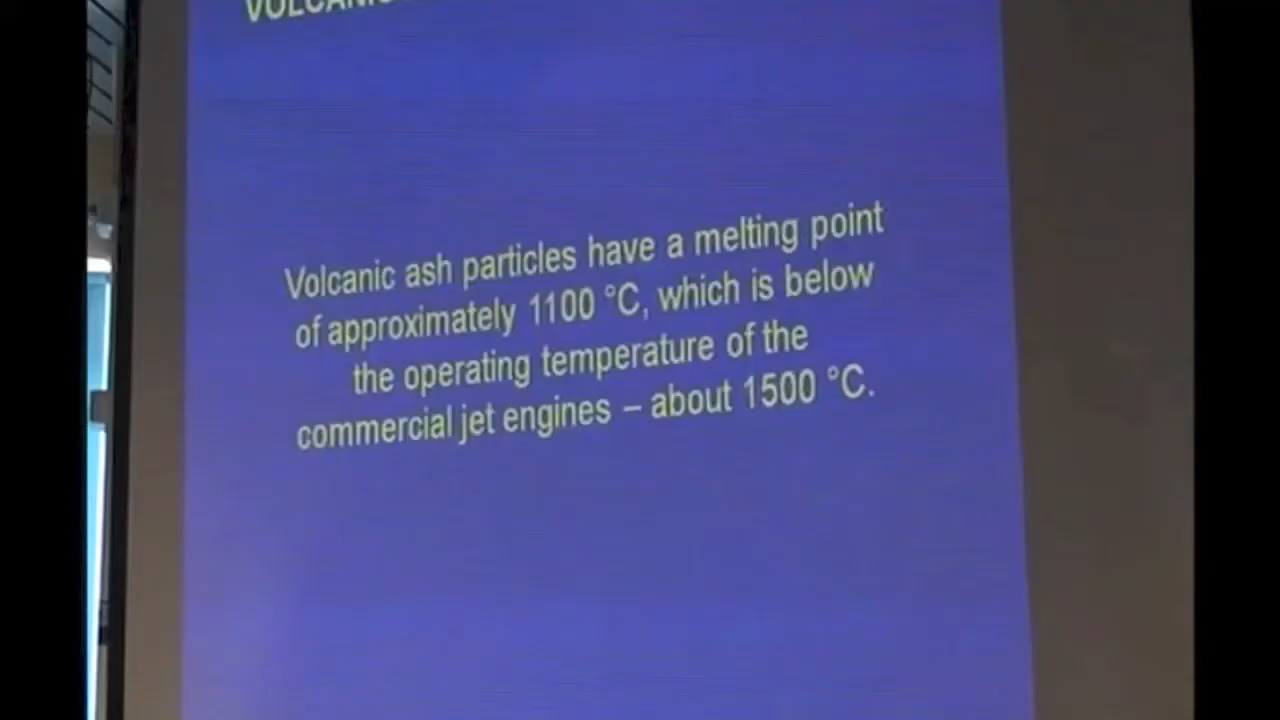 Volcanic ash particles have a melting point
of approximately 1100 °C, which is below
the operating temperature of the
commercial jet engines – about 1500 °C.